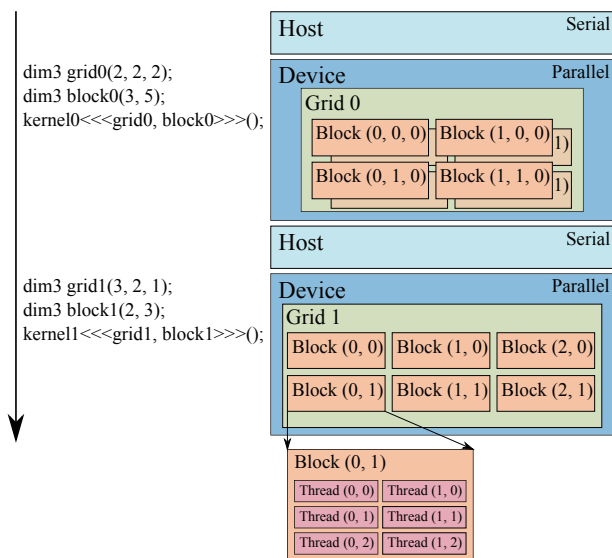 Host
Serial
dim3 grid0(2, 2, 2);
dim3 block0(3, 5);
kernel0<<<grid0, block0>>>();
Device
Parallel
Grid 0
Block (0, 0, 0)
Block (1, 0, 0)
1)
Block (0, 1, 0)
Block (1, 1, 0)
1)
Host
Serial
dim3 grid1(3, 2, 1);
dim3 block1(2, 3);
kernel1<<<grid1, block1>>>();
Device
Parallel
Grid 1
Block (0, 0)
Block (1, 0)
Block (2, 0)
Block (0, 1)
Block (1, 1)
Block (2, 1)
Block (0, 1)
Thread (0, 0)
Thread (1, 0)
Thread (0, 1)
Thread (1, 1)
Thread (0, 2)
Thread (1, 2)